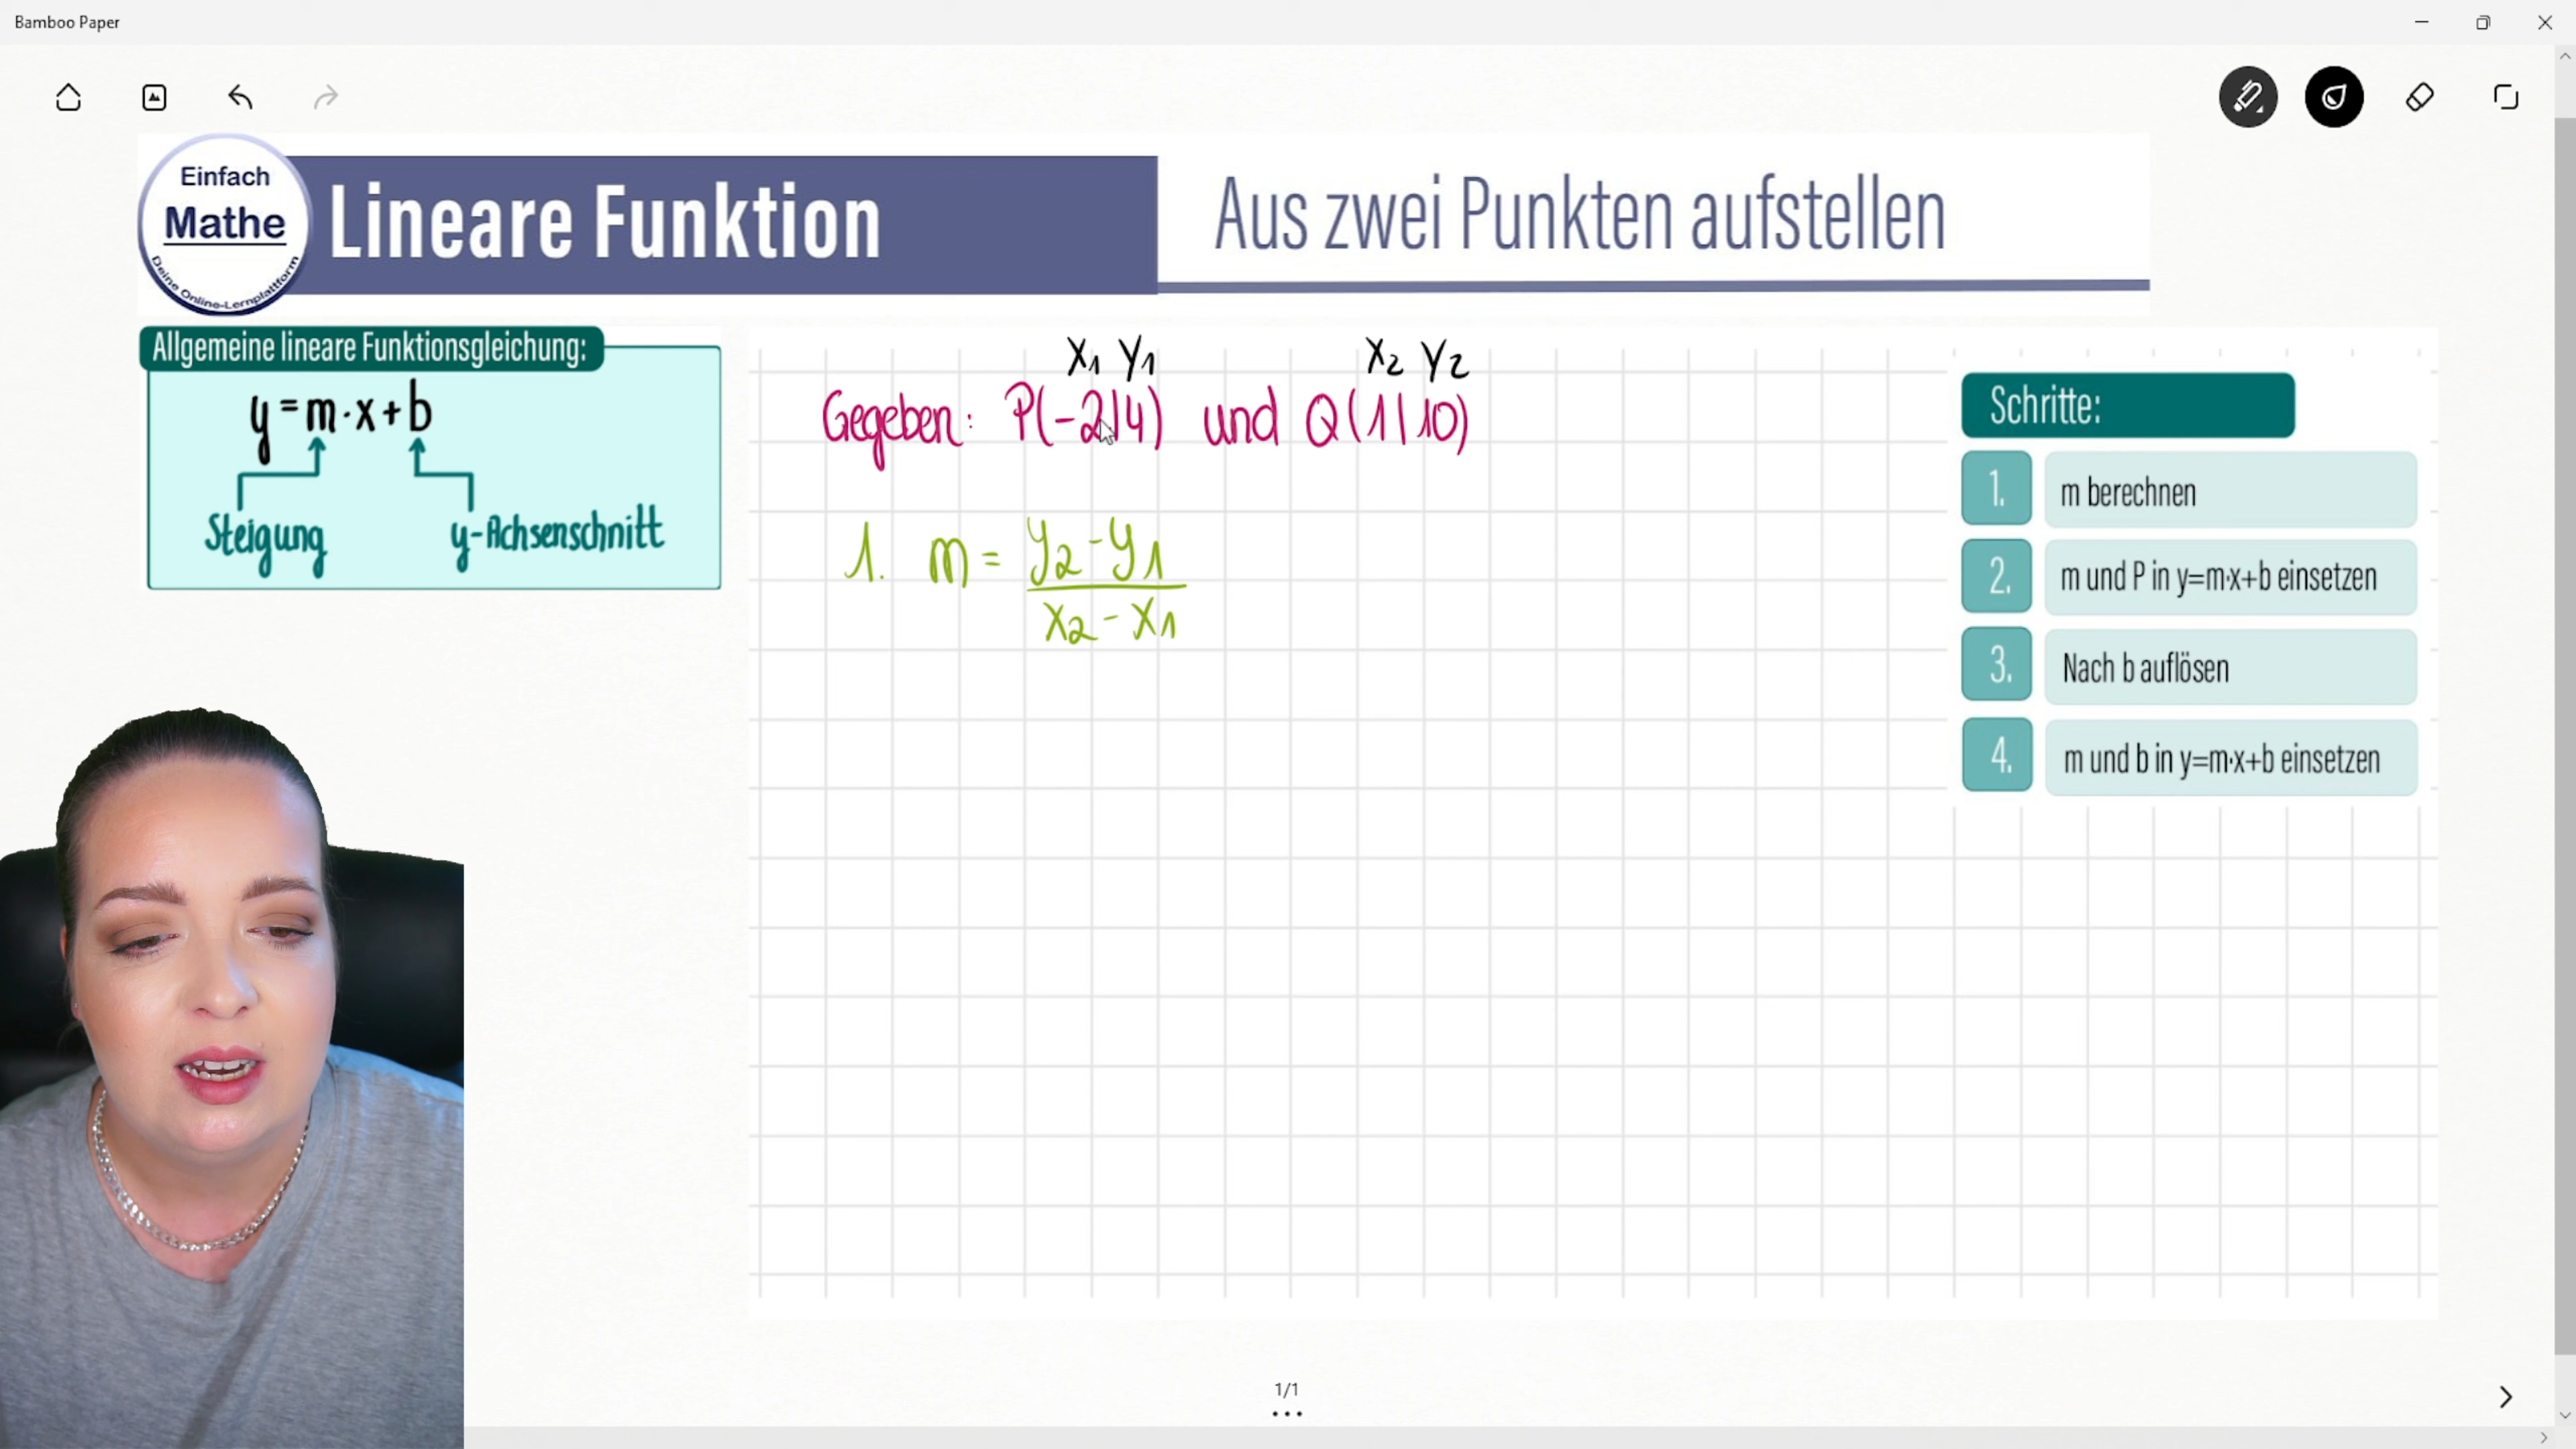 Bamboo Paper
Einfach
Mathe
Deine Online-Lernplattform
Lineare Funktion
Aus zwei Punkten aufstellen
Allgemeine lineare Funktionsgleichung:
y = m · x + b
Steigung
y-Achsenschnitt
x₁ y₁ x₂ y₂
Gegeben: P(-2|4) und Q(1|10)
1. m = y₂ - y₁
x₂ - x₁
Schritte:
1. m berechnen
2. m und P in y=m·x+b einsetzen
3. Nach b auflösen
4. m und b in y=m·x+b einsetzen
1/1